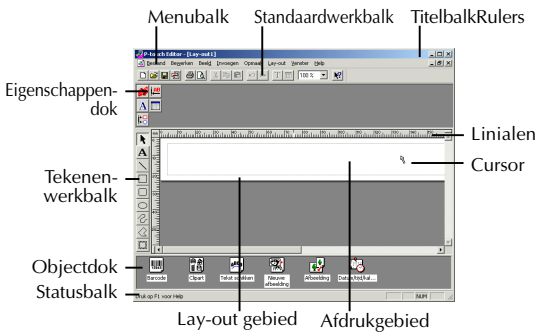 Menubalk Standaardwerkbalk TitelbalkRulers
P-touch Editor - [Lay-out1]
Bestand Bewerken Beeld Invoegen Opmaak Lay-out Venster Help
100 %
Eigenschappen-
dok
LAB
A
Linialen
A
Cursor
Tekenen-
werkbalk
Objectdok
Barcode Clipart Tekst schikken Nieuwe afbeelding Afbeelding Datum/tijd/kal...
Statusbalk
Druk op F1 voor Help NUM
Lay-out gebied Afdrukgebied